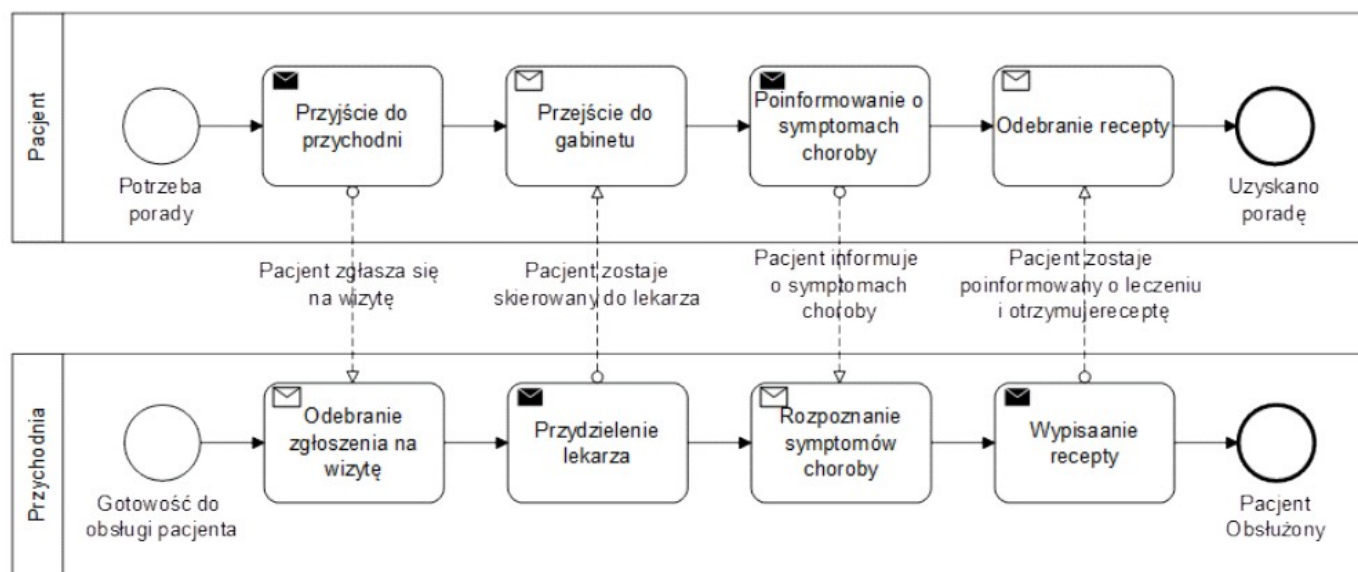 Pacjent
Przyjście do
przychodni
Przejście do
gabinetu
Poinformowanie o
symptomach
choroby
Odebranie recepty
Potrzeba
porady
Uzyskano
poradę
Pacjent zgłasza się
na wizytę
Pacjent zostaje
skierowany do lekarza
Pacjent informuje
o symptomach
choroby
Pacjent zostaje
poinformowany o leczeniu
i otrzymujereceptę
Przychodnia
Odebranie
zgłoszenia na
wizytę
Przydzielenie
lekarza
Rozpoznanie
symptomów
choroby
Wypisaanie
recepty
Gotowość do
obsługi pacjenta
Pacjent
Obsłużony